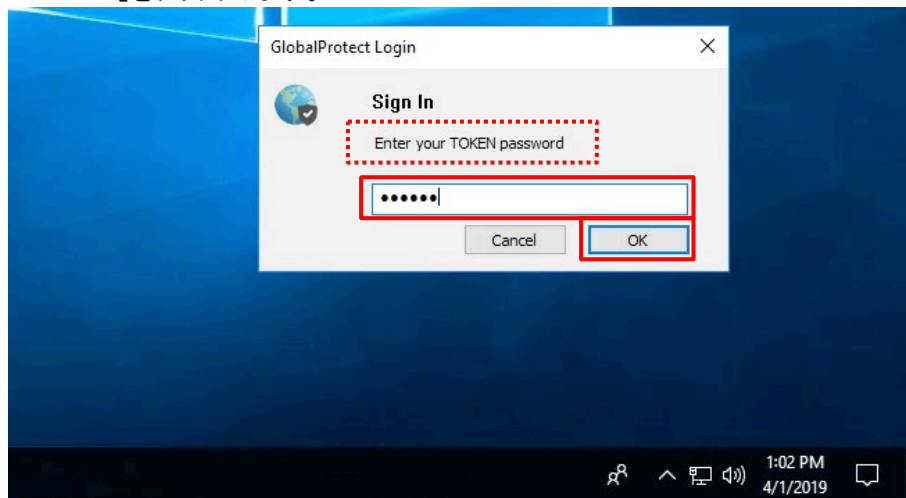 GlobalProtect Login
Sign In
Enter your TOKEN password
••••••
Cancel
OK
1:02 PM
4/1/2019